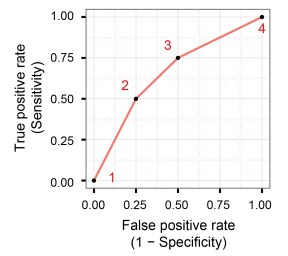 1.00
0.75
0.50
0.25
0.00
True positive rate
(Sensitivity)
1
2
3
4
0.00 0.25 0.50 0.75 1.00
False positive rate
(1 − Specificity)